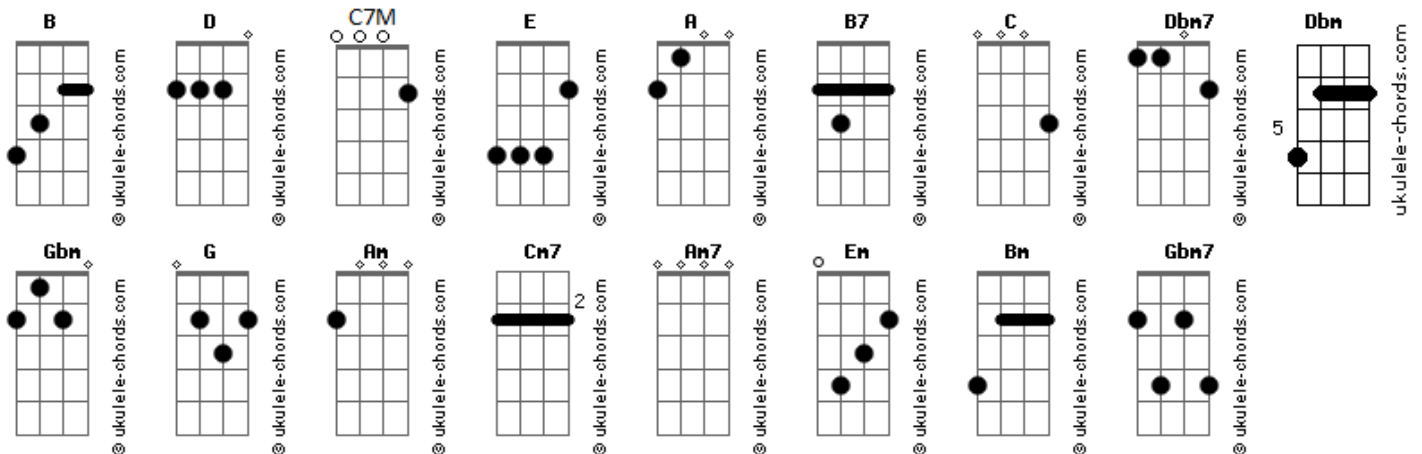 B D C7M E A B7 C Dbm7 Dbm
© ukulele-chords.com © ukulele-chords.com © ukulele-chords.com © ukulele-chords.com © ukulele-chords.com © ukulele-chords.com © ukulele-chords.com © ukulele-chords.com ukulele-chords.com
5
Gbm G Am Cm7 Am7 Em Bm Gbm7
2
© ukulele-chords.com © ukulele-chords.com © ukulele-chords.com © ukulele-chords.com © ukulele-chords.com © ukulele-chords.com © ukulele-chords.com © ukulele-chords.com